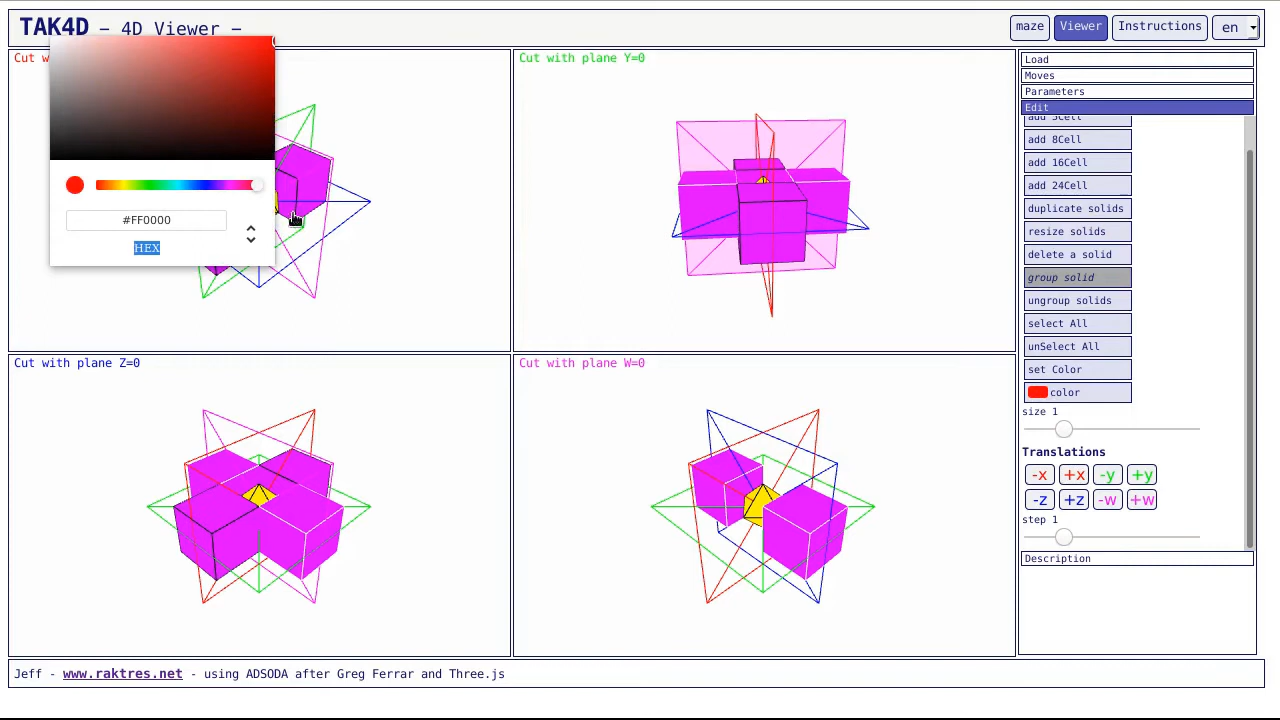 TAK4D – 4D Viewer –
maze
Viewer
Instructions
en
Cut w
Cut with plane Y=0
#FF0000
HEX
Cut with plane Z=0
Cut with plane W=0
Load
Moves
Parameters
Edit
add 5Cell
add 8Cell
add 16Cell
add 24Cell
duplicate solids
resize solids
delete a solid
group solid
ungroup solids
select All
unSelect All
set Color
color
size 1
Translations
-x +x -y +y
-z +z -w +w
step 1
Description
Jeff - www.raktres.net - using ADSODA after Greg Ferrar and Three.js